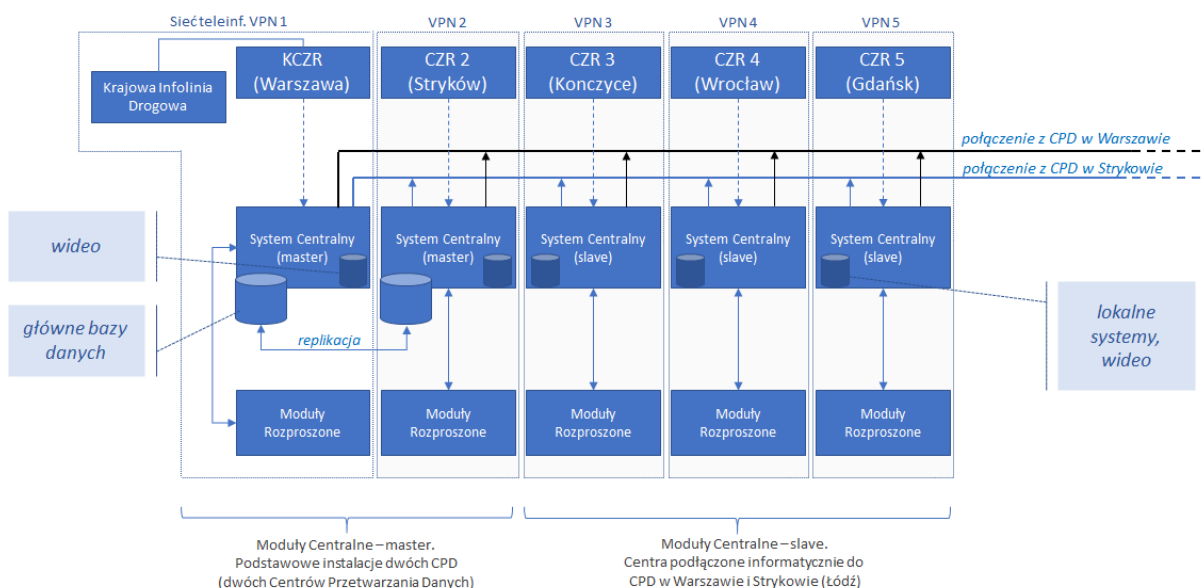 Sieć teleinf. VPN 1
VPN 2
VPN 3
VPN 4
VPN 5
Krajowa Infolinia
Drogowa
KCZR
(Warszawa)
CZR 2
(Stryków)
CZR 3
(Konczyce)
CZR 4
(Wrocław)
CZR 5
(Gdańsk)
połączenie z CPD w Warszawie
połączenie z CPD w Strykowie
wideo
System Centralny
(master)
System Centralny
(master)
System Centralny
(slave)
System Centralny
(slave)
System Centralny
(slave)
główne bazy
danych
replikacja
lokalne
systemy,
wideo
Moduły
Rozproszone
Moduły
Rozproszone
Moduły
Rozproszone
Moduły
Rozproszone
Moduły
Rozproszone
Moduły Centralne – master.
Podstawowe instalacje dwóch CPD
(dwóch Centrów Przetwarzania Danych)
Moduły Centralne – slave.
Centra podłączone informatycznie do
CPD w Warszawie i Strykowie (Łódź)